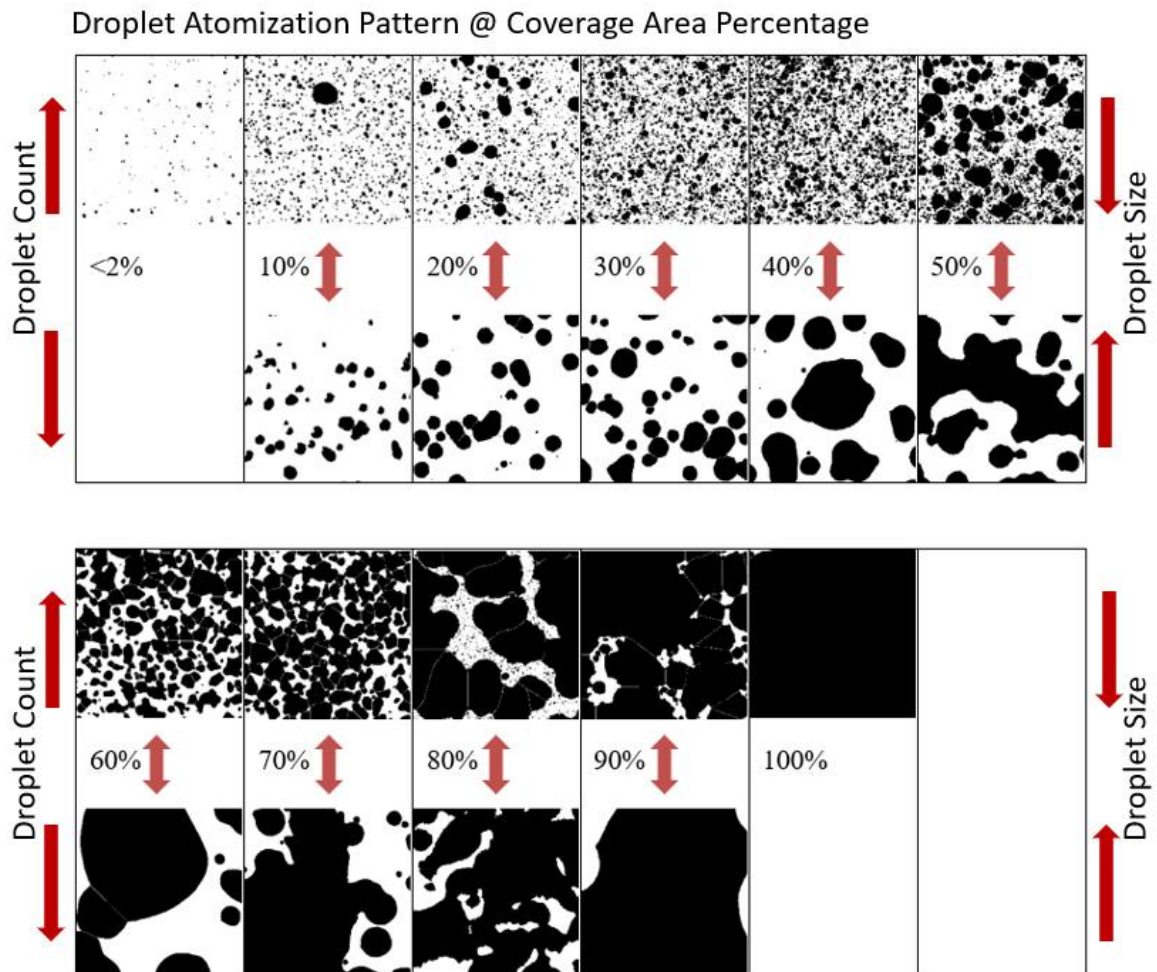 Droplet Atomization Pattern @ Coverage Area Percentage
Droplet Count
Droplet Size
<2%
10%
20%
30%
40%
50%
Droplet Count
Droplet Size
60%
70%
80%
90%
100%